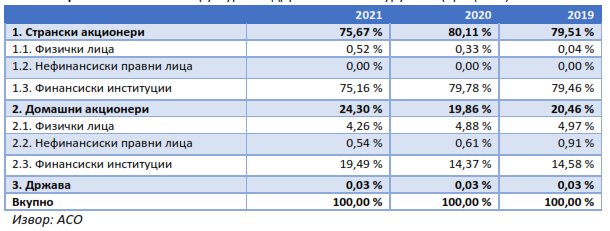 2021 2020 2019
1. Странски акционери 75,67 % 80,11 % 79,51 %
1.1. Физички лица 0,52 % 0,33 % 0,04 %
1.2. Нефинансиски правни лица 0,00 % 0,00 % 0,00 %
1.3. Финансиски институции 75,16 % 79,78 % 79,46 %
2. Домашни акционери 24,30 % 19,86 % 20,46 %
2.1. Физички лица 4,26 % 4,88 % 4,97 %
2.2. Нефинансиски правни лица 0,54 % 0,61 % 0,91 %
2.3. Финансиски институции 19,49 % 14,37 % 14,58 %
3. Држава 0,03 % 0,03 % 0,03 %
Вкупно 100,00 % 100,00 % 100,00 %
Извор: АСО